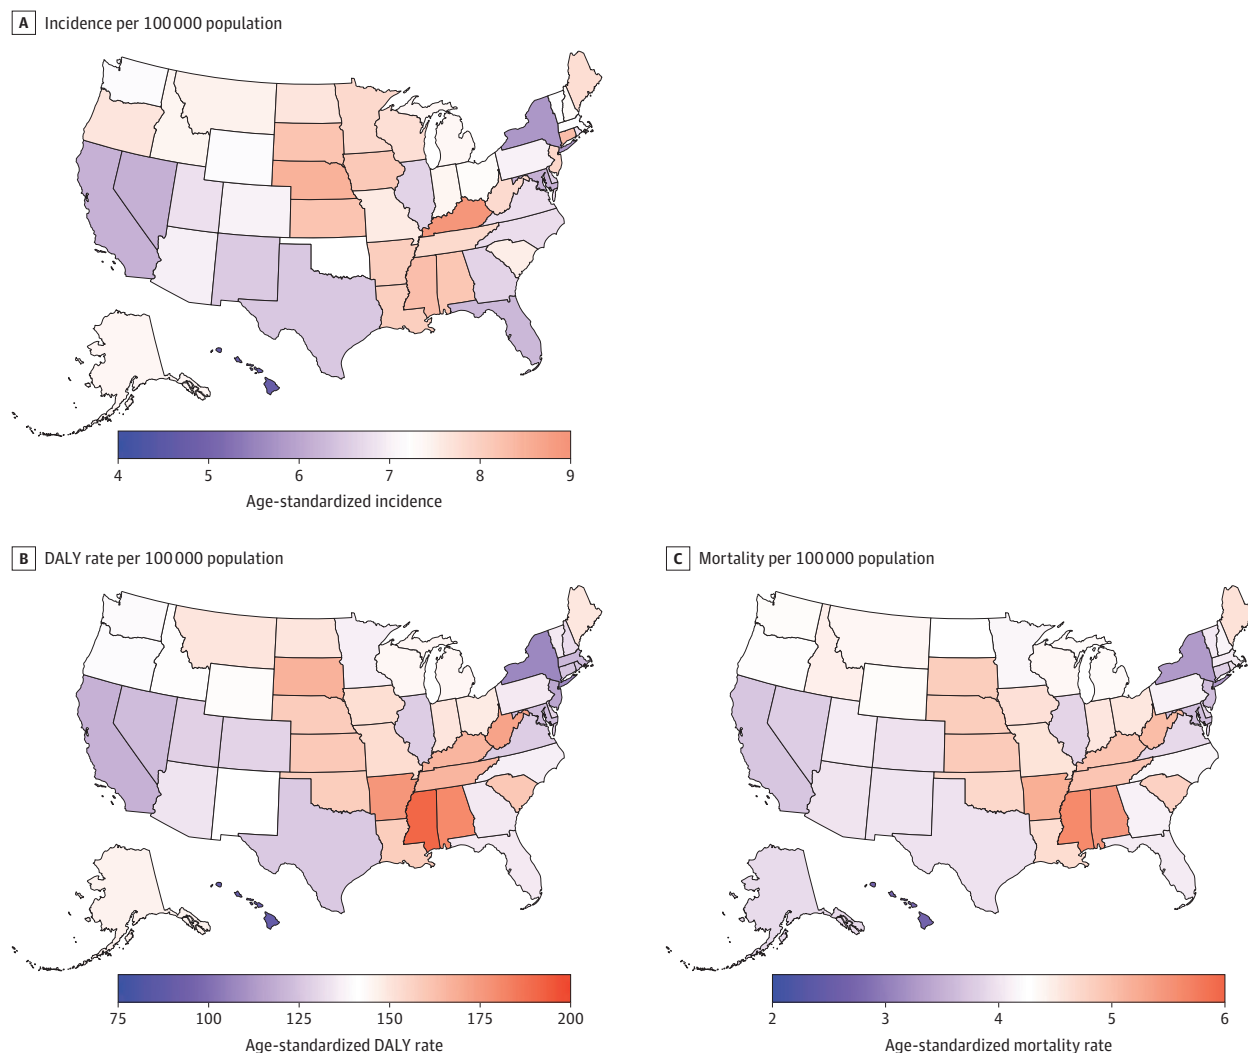 A Incidence per 100 000 population
4 5 6 7 8 9
Age-standardized incidence
B DALY rate per 100 000 population
75 100 125 150 175 200
Age-standardized DALY rate
C Mortality per 100 000 population
2 3 4 5 6
Age-standardized mortality rate